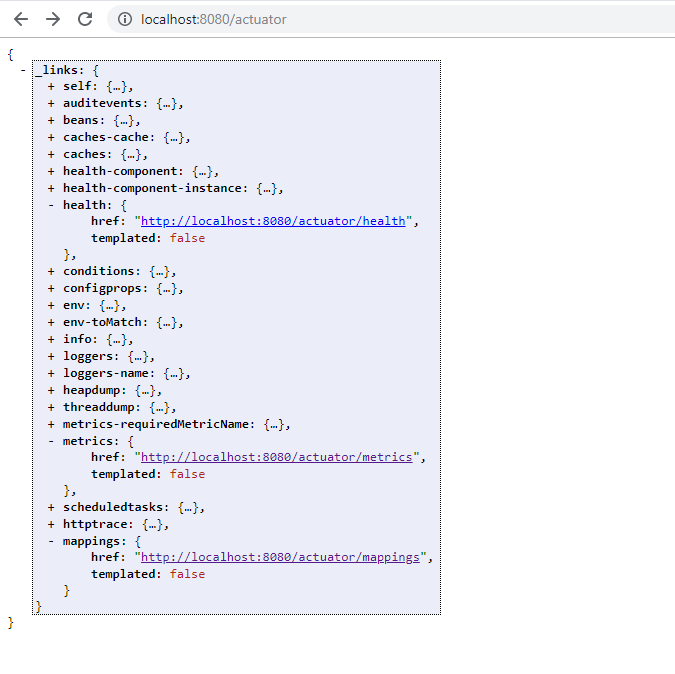 localhost:8080/actuator
{
- _links: {
+ self: {…},
+ auditevents: {…},
+ beans: {…},
+ caches-cache: {…},
+ caches: {…},
+ health-component: {…},
+ health-component-instance: {…},
- health: {
href: "http://localhost:8080/actuator/health",
templated: false
},
+ conditions: {…},
+ configprops: {…},
+ env: {…},
+ env-toMatch: {…},
+ info: {…},
+ loggers: {…},
+ loggers-name: {…},
+ heapdump: {…},
+ threaddump: {…},
+ metrics-requiredMetricName: {…},
- metrics: {
href: "http://localhost:8080/actuator/metrics",
templated: false
},
+ scheduledtasks: {…},
+ httptrace: {…},
- mappings: {
href: "http://localhost:8080/actuator/mappings",
templated: false
}
}
}